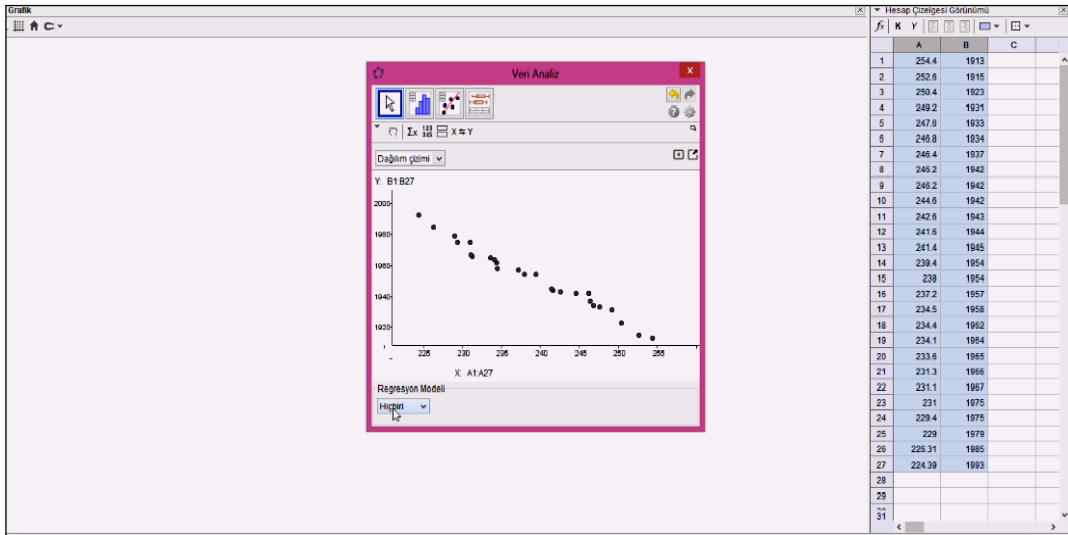 Grafik
Hesap Çizelgesi Görünümü
fx K Y
A B C
1 254.4 1913
2 252.6 1915
3 250.4 1923
4 249.2 1931
5 247.6 1933
6 246.8 1934
7 246.4 1937
8 246.2 1942
9 246.2 1942
10 244.6 1942
11 242.6 1943
12 241.6 1944
13 241.4 1945
14 239.4 1954
15 238 1954
16 237.2 1957
17 234.5 1958
18 234.4 1962
19 234.1 1964
20 233.6 1965
21 231.3 1966
22 231.1 1967
23 231 1975
24 229.4 1975
25 229 1979
26 226.31 1985
27 224.39 1993
28
29
31
Veri Analiz
Σx 123 345 X ⇆ Y
Dağılım çizimi
Y: B1:B27
2000
1980
1960
1940
1920
225 230 235 240 245 250 255
X: A1:A27
Regresyon Modeli
Hiçbiri